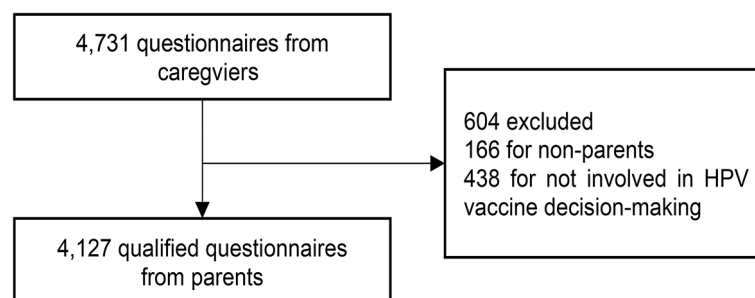 4,731 questionnaires from
caregviers
604 excluded
166 for non-parents
438 for not involved in HPV
vaccine decision-making
4,127 qualified questionnaires
from parents